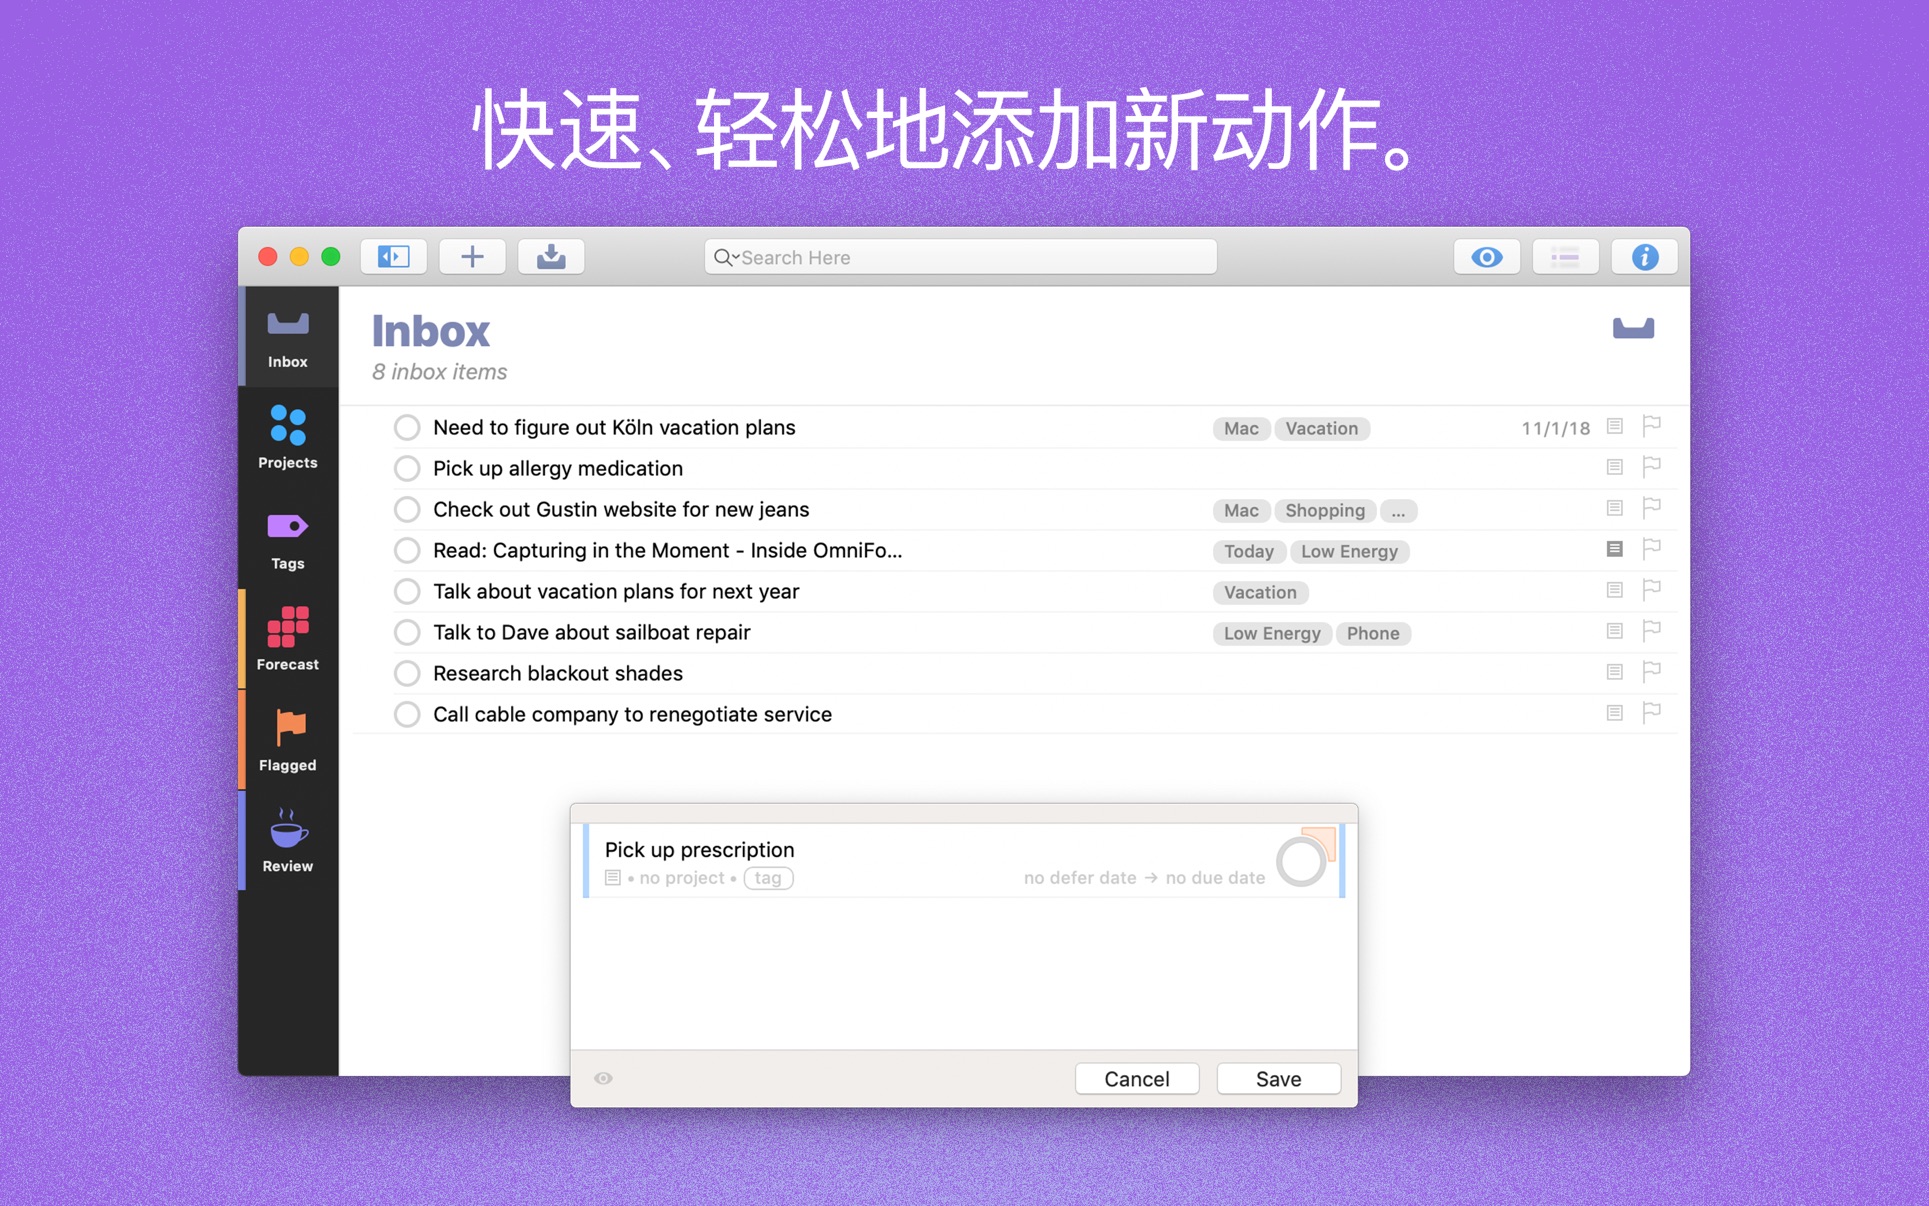 快速、轻松地添加新动作。
Search Here
Inbox
Projects
Tags
Forecast
Flagged
Review
Inbox
8 inbox items
Need to figure out Köln vacation plans Mac Vacation 11/1/18
Pick up allergy medication
Check out Gustin website for new jeans Mac Shopping ...
Read: Capturing in the Moment - Inside OmniFo... Today Low Energy
Talk about vacation plans for next year Vacation
Talk to Dave about sailboat repair Low Energy Phone
Research blackout shades
Call cable company to renegotiate service
Pick up prescription
• no project • tag no defer date → no due date
Cancel Save